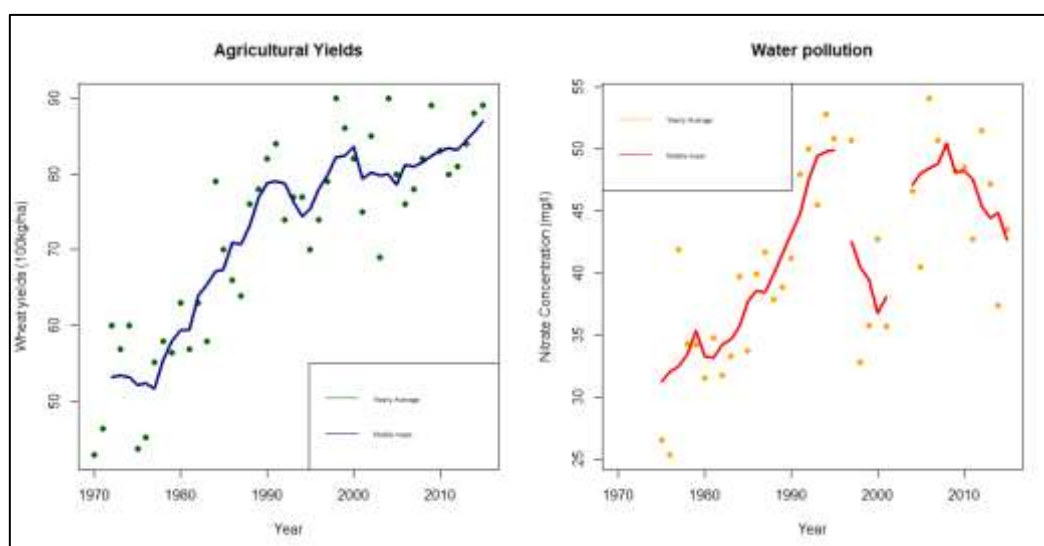 Agricultural Yields
Wheat yields (100kg/ha)
90
80
70
60
50
Yearly Average
Mobile mean
1970 1980 1990 2000 2010
Year
Water pollution
Nitrate Concentration (mg/l)
55
50
45
40
35
30
25
Yearly Average
Mobile mean
1970 1980 1990 2000 2010
Year